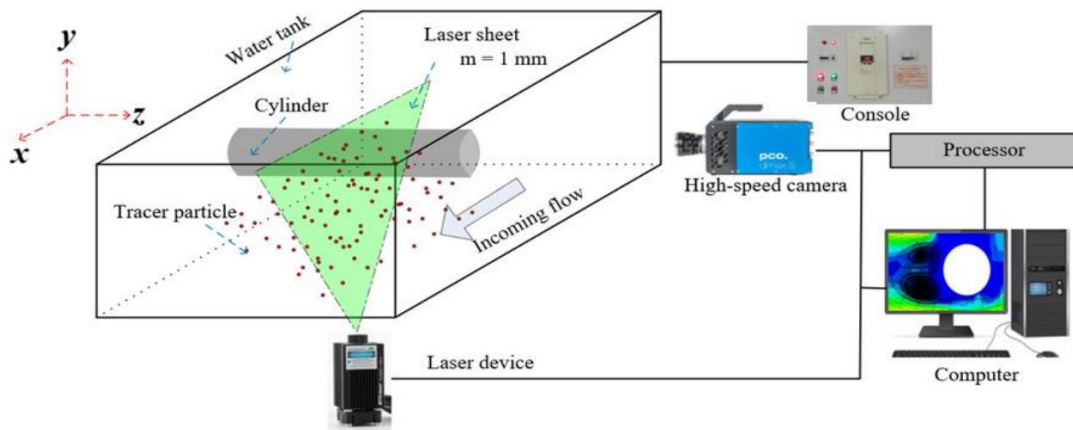 y
z
x
Water tank
Laser sheet
m = 1 mm
Cylinder
Tracer particle
Incoming flow
Console
pco.
dimax S
High-speed camera
Processor
Laser device
Computer